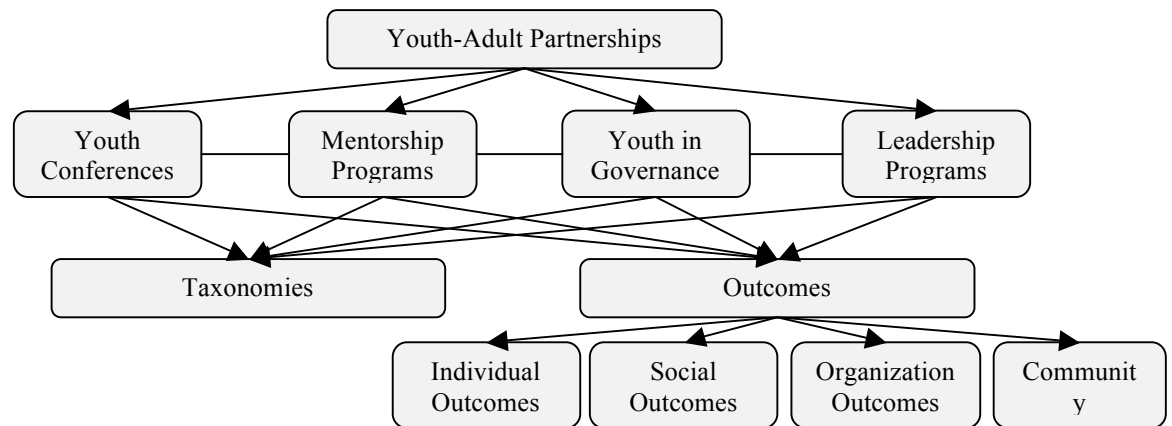 Youth-Adult Partnerships
Youth
Conferences
Mentorship
Programs
Youth in
Governance
Leadership
Programs
Taxonomies
Outcomes
Individual
Outcomes
Social
Outcomes
Organization
Outcomes
Communit
y